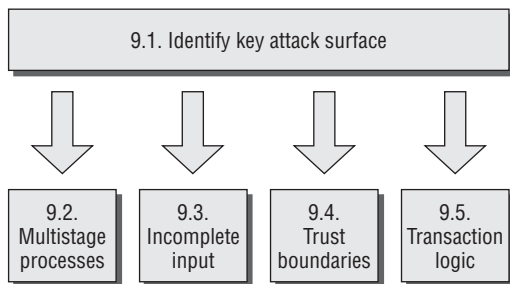 9.1. Identify key attack surface
9.2.
Multistage
processes
9.3.
Incomplete
input
9.4.
Trust
boundaries
9.5.
Transaction
logic